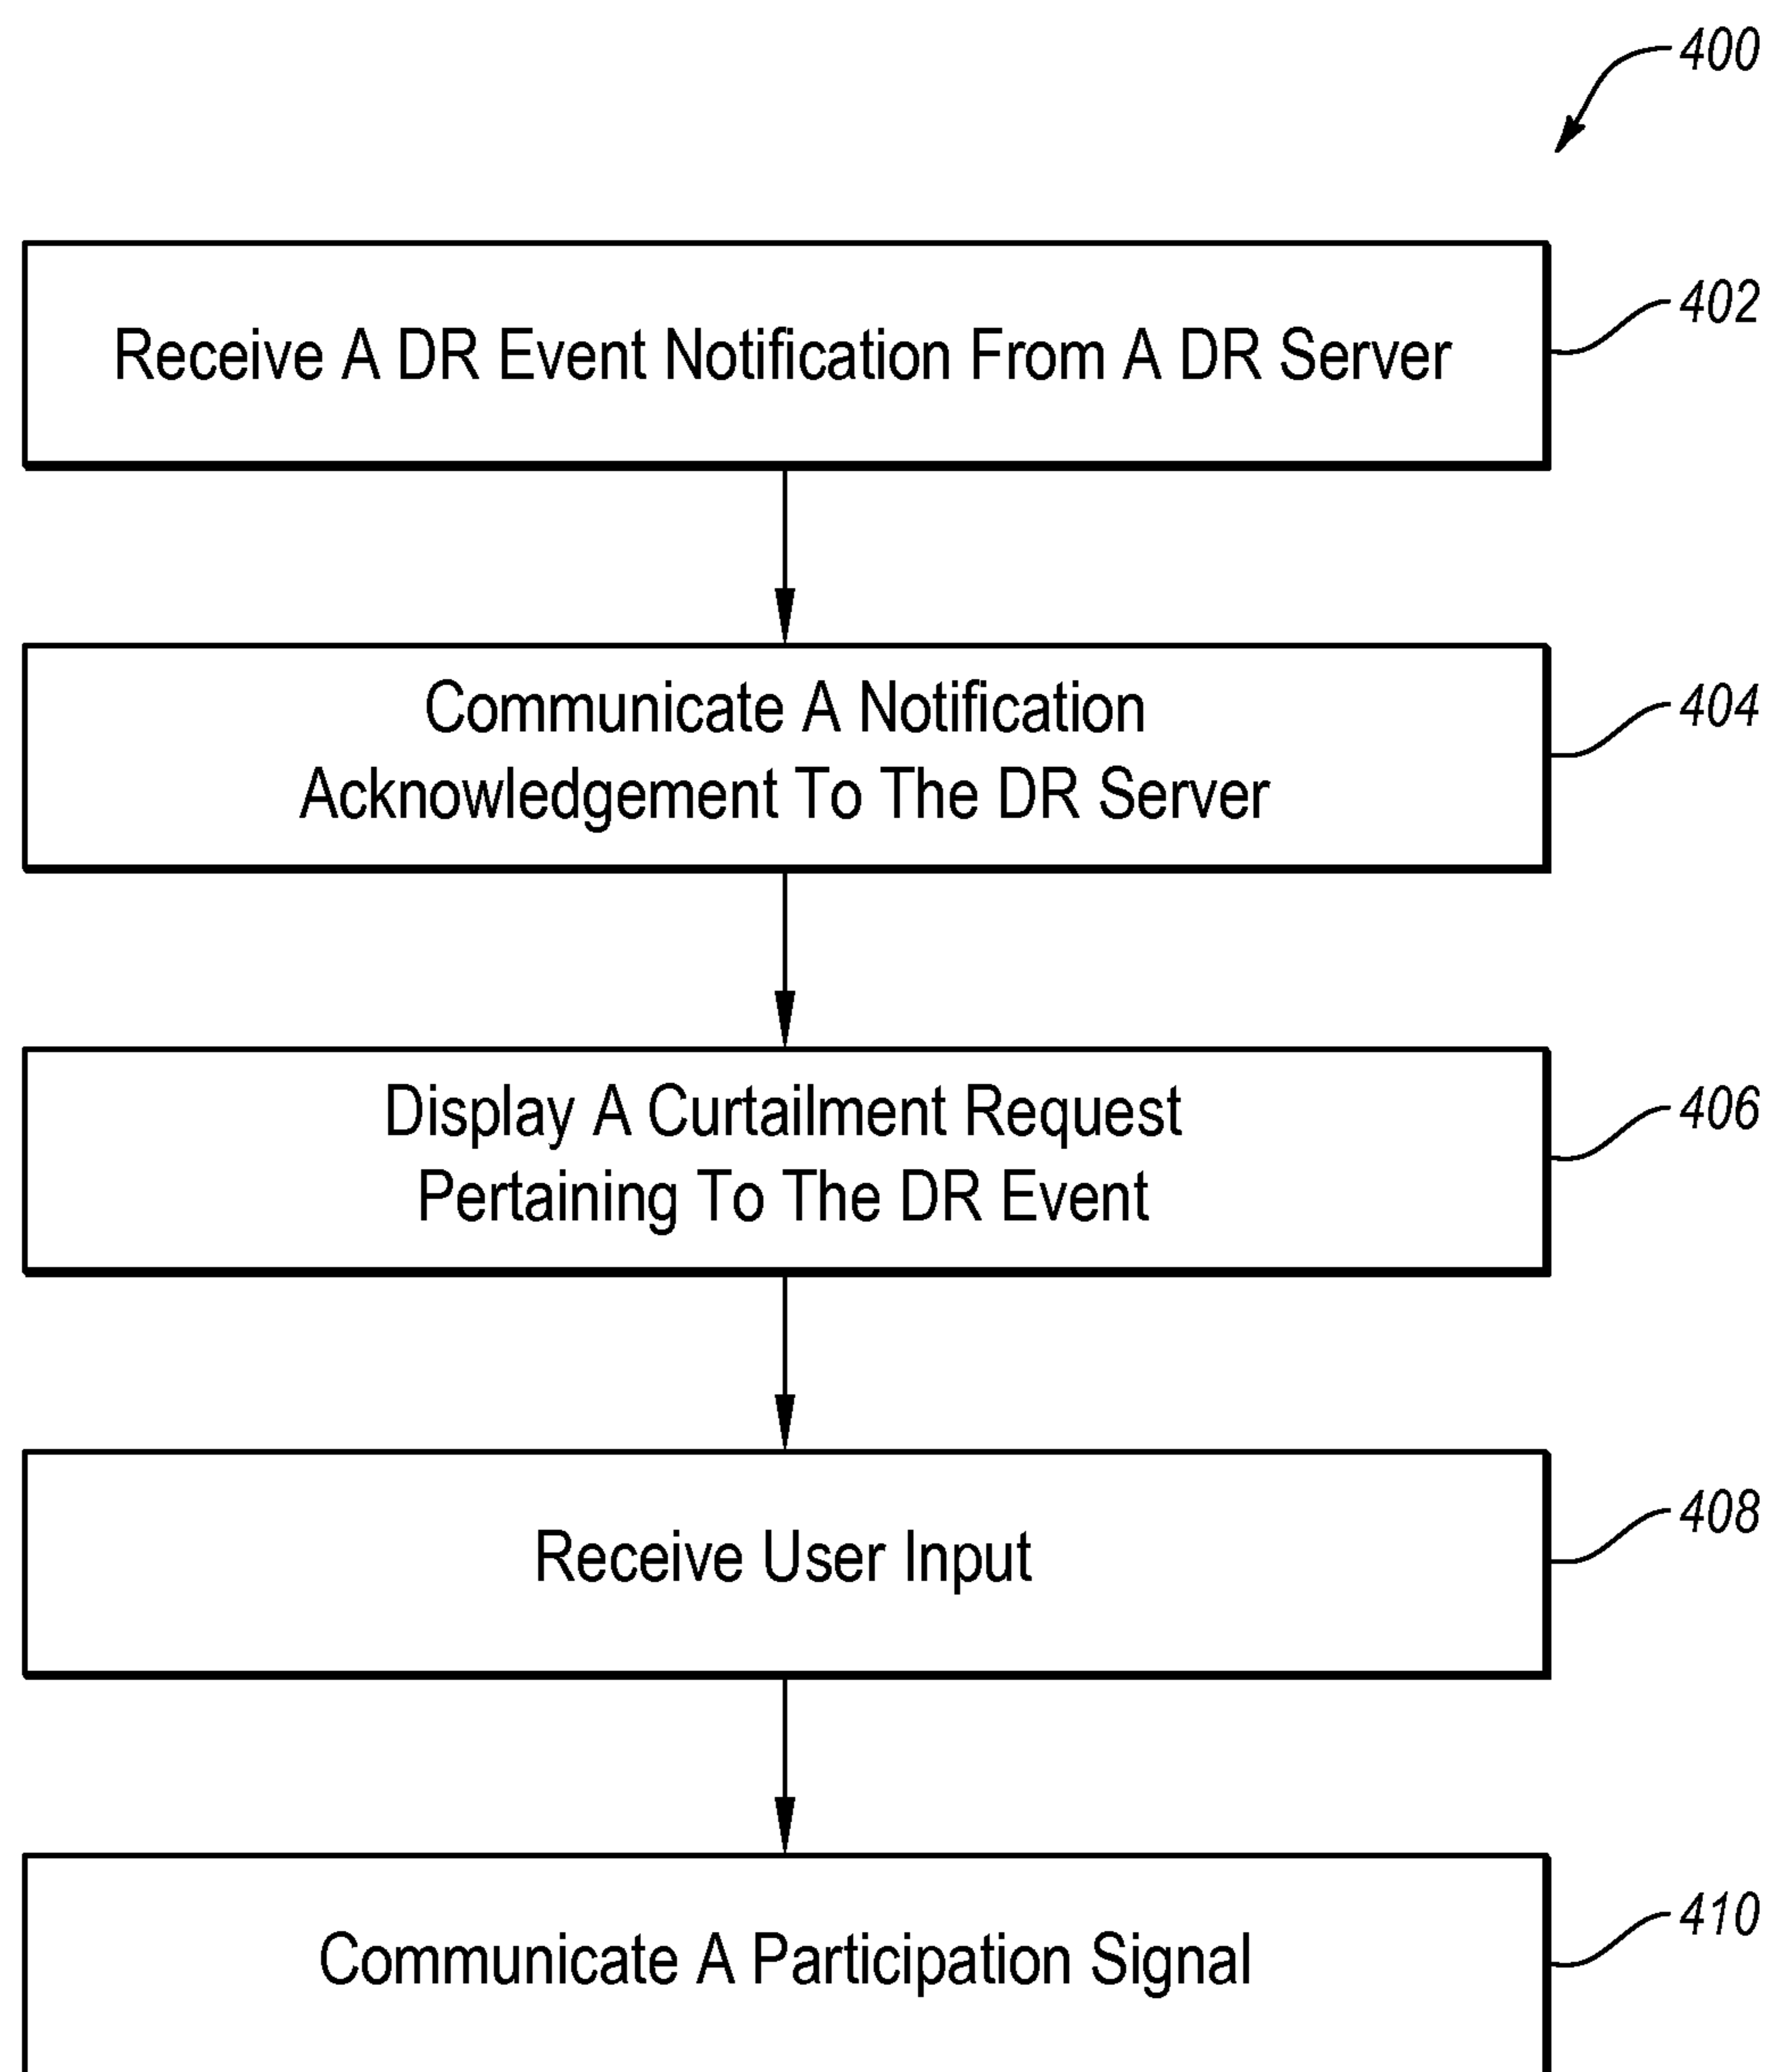 400
Receive A DR Event Notification From A DR Server
402
Communicate A Notification
Acknowledgement To The DR Server
404
Display A Curtailment Request
Pertaining To The DR Event
406
Receive User Input
408
Communicate A Participation Signal
410